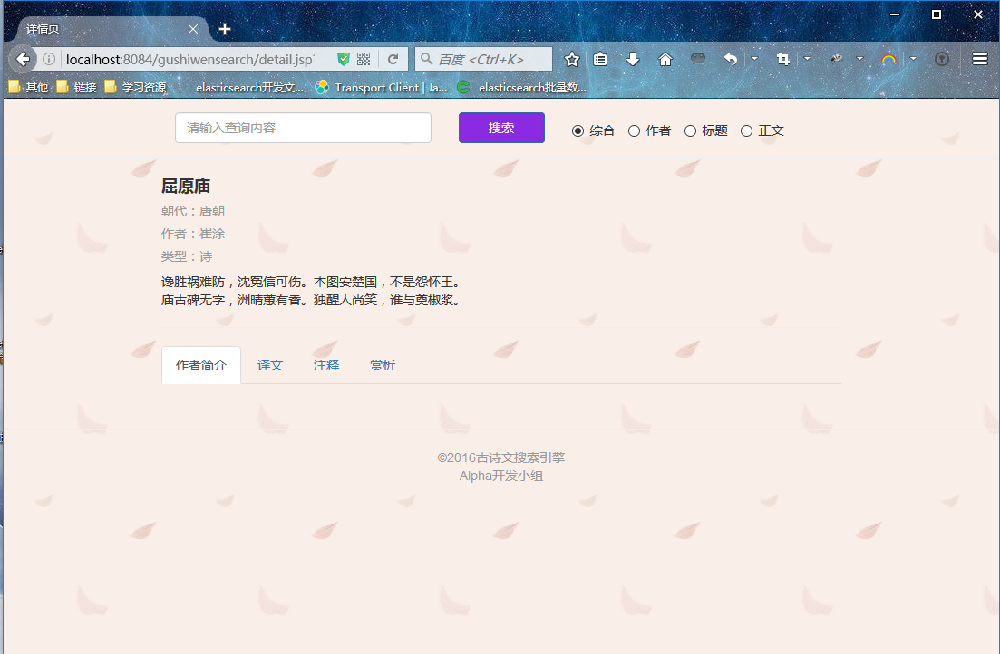 详情页
localhost:8084/gushiwensearch/detail.jsp
百度 <Ctrl+K>
其他 链接 学习资源 elasticsearch开发文... Transport Client | Ja... elasticsearch批量数...
请输入查询内容 搜索 综合 作者 标题 正文
屈原庙
朝代：唐朝
作者：崔涂
类型：诗
谗胜祸难防，沈冤信可伤。本图安楚国，不是怨怀王。
庙古碑无字，洲晴蕙有香。独醒人尚笑，谁与奠椒浆。
作者简介 译文 注释 赏析
©2016古诗文搜索引擎
Alpha开发小组